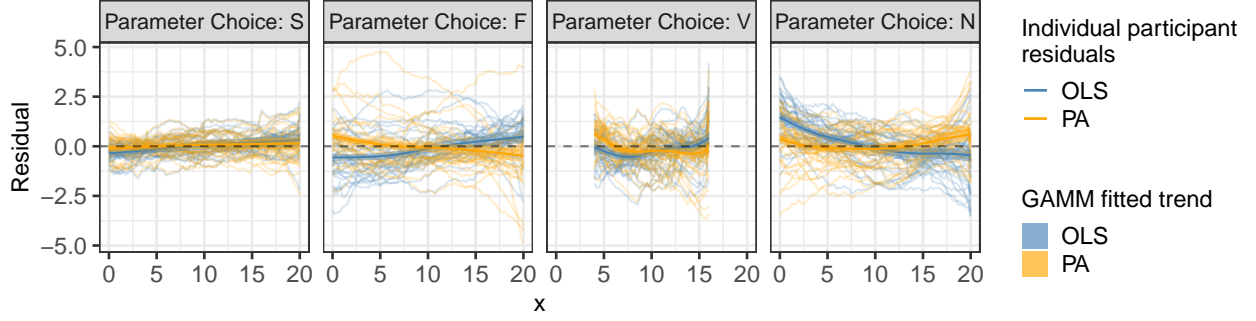 Parameter Choice: S
Parameter Choice: F
Parameter Choice: V
Parameter Choice: N
5.0
2.5
0.0
−2.5
−5.0
Residual
0 5 10 15 20
0 5 10 15 20
0 5 10 15 20
0 5 10 15 20
x
Individual participant
residuals
OLS
PA
GAMM fitted trend
OLS
PA